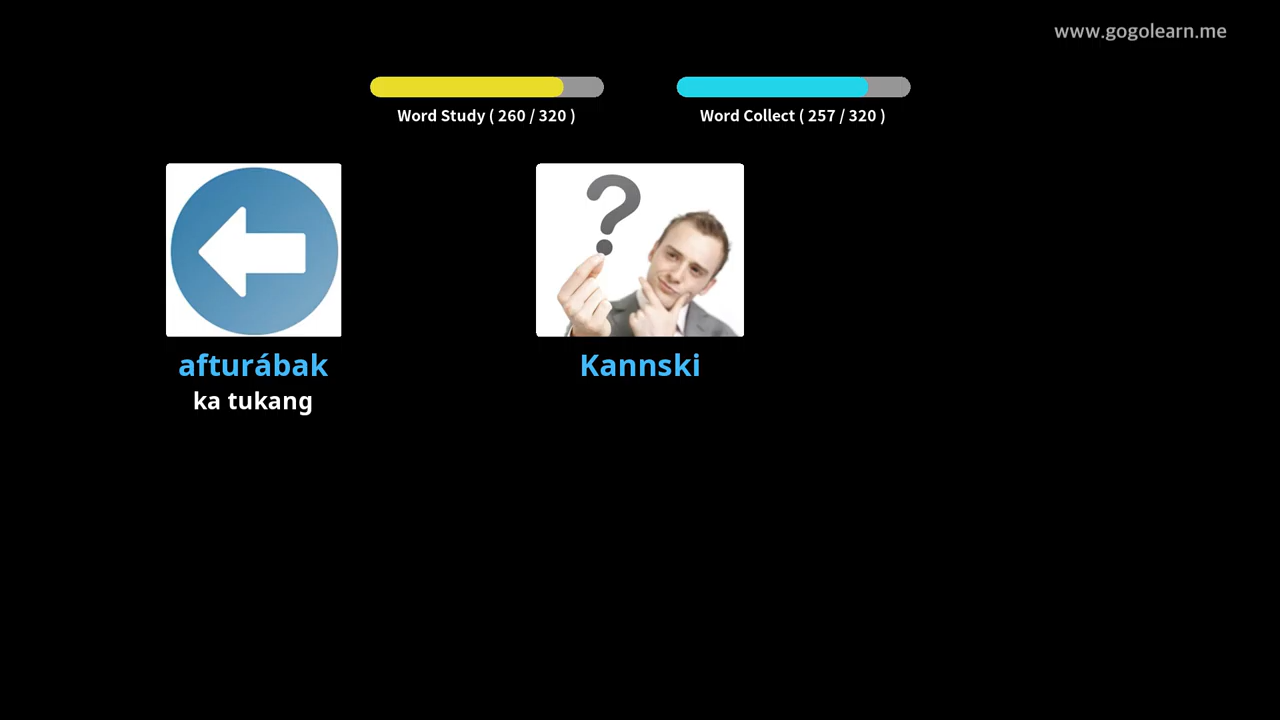 www.gogolearn.me
Word Study ( 260 / 320 )
Word Collect ( 257 / 320 )
?
afturábak
Kannski
ka tukang